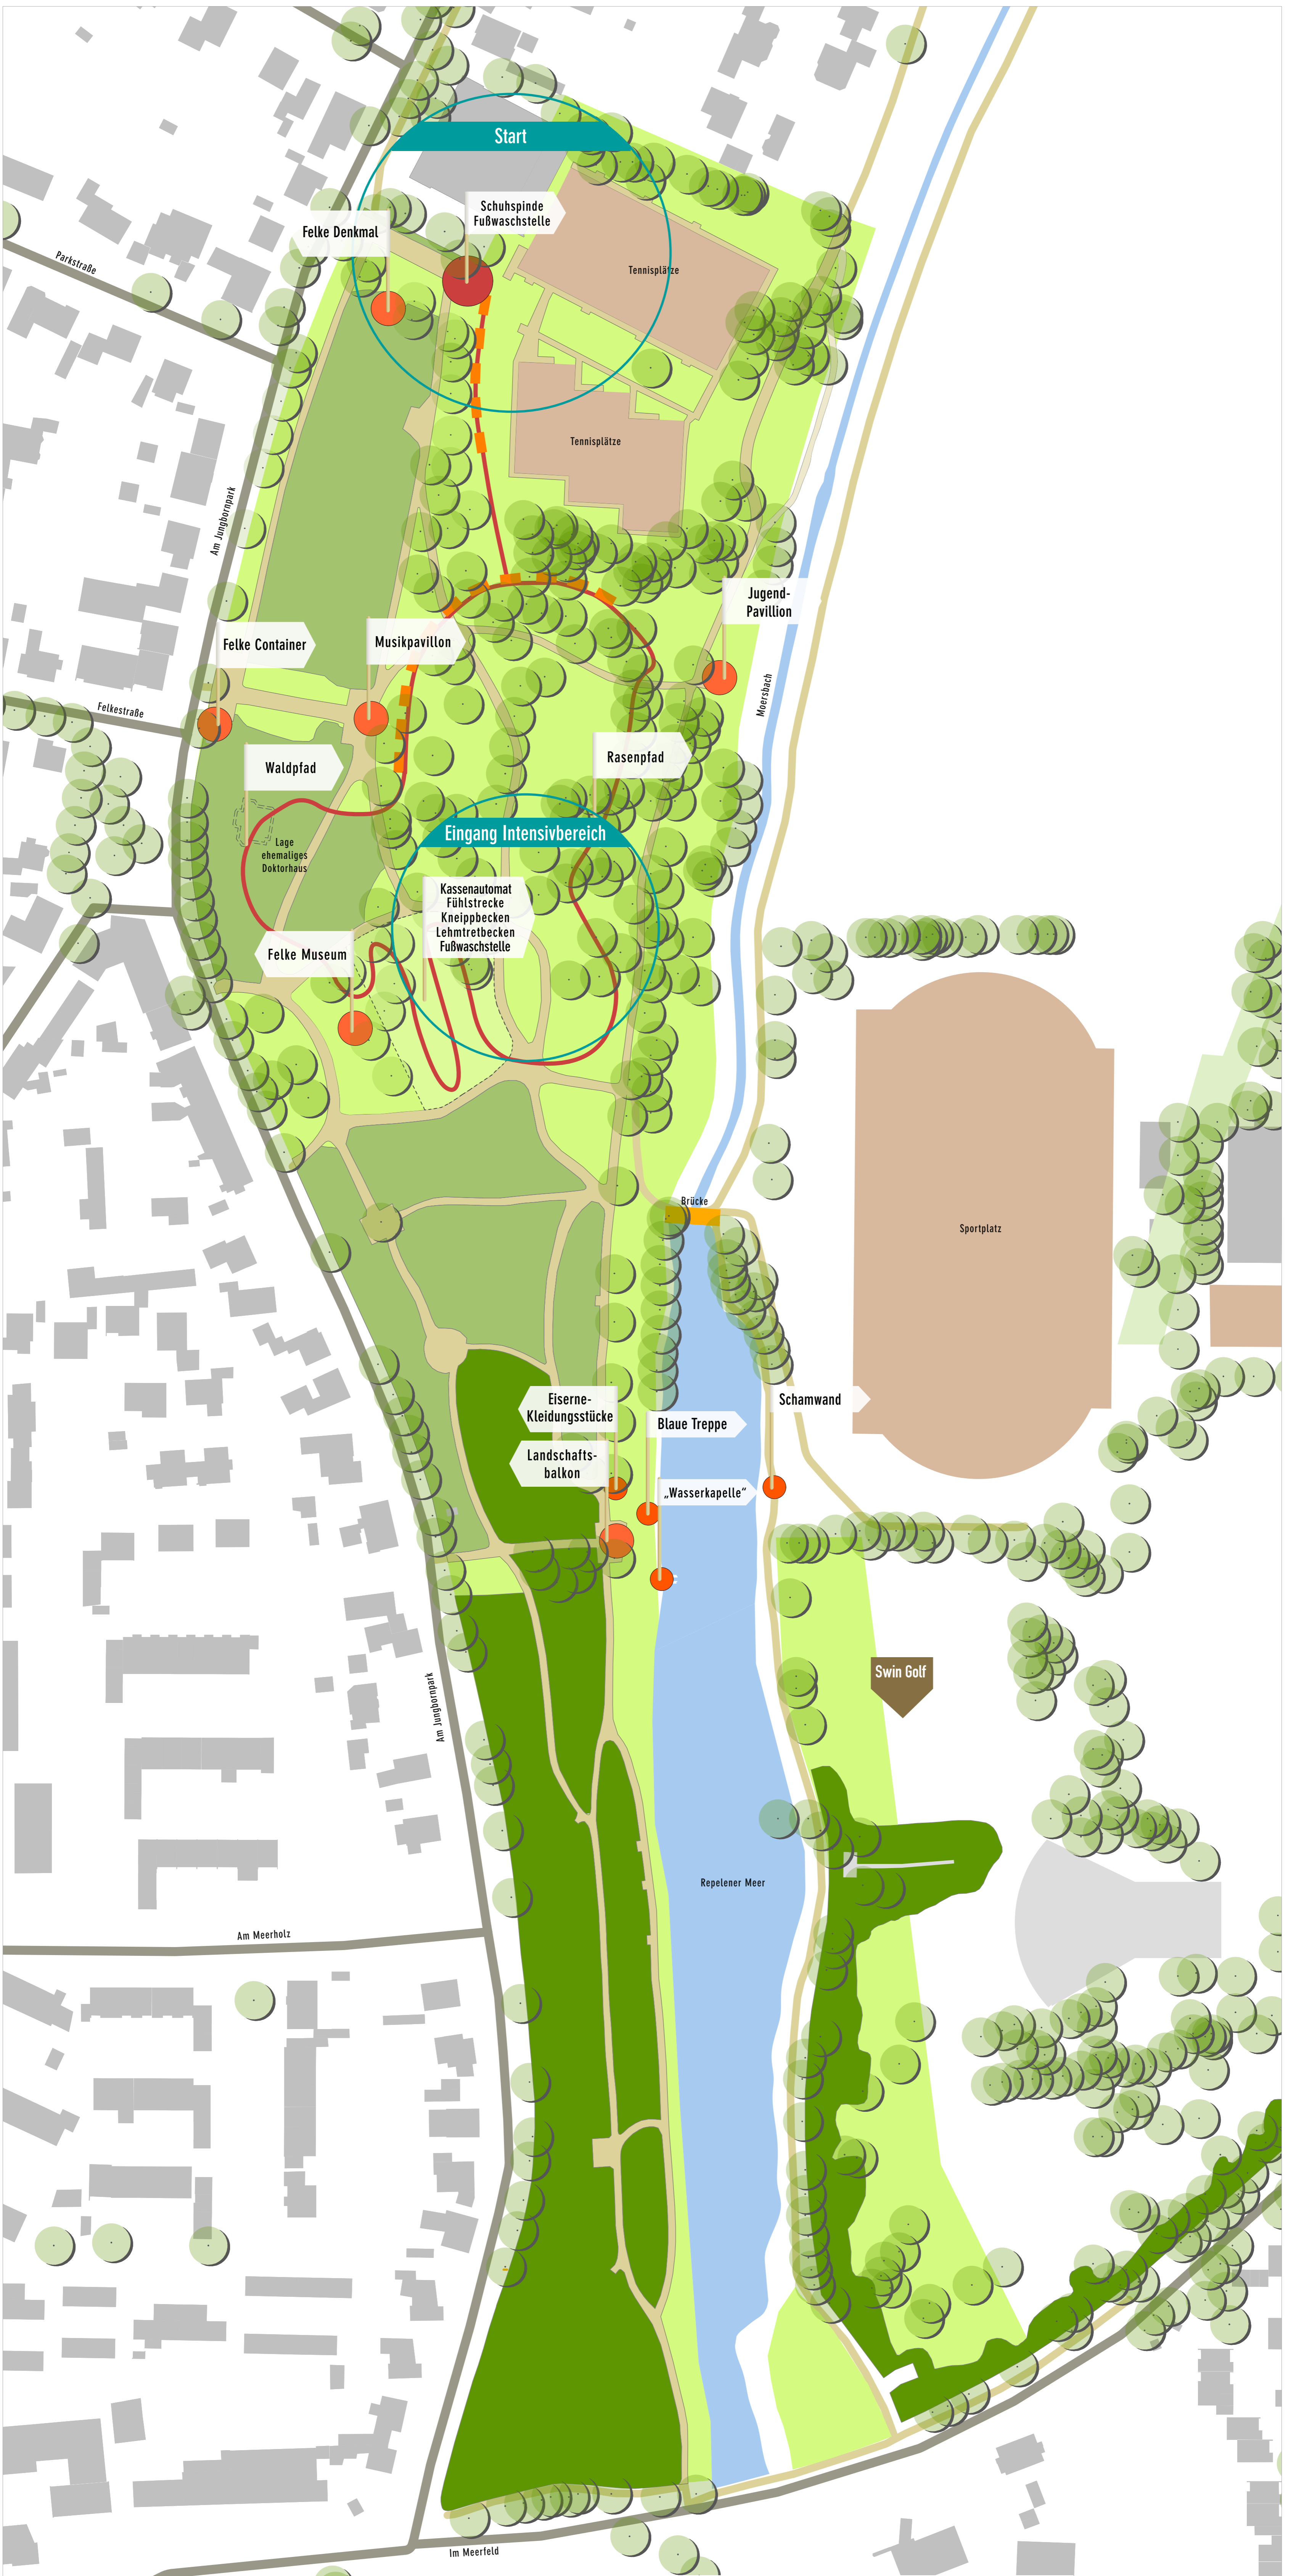 Start
Schuhspinde
Fußwaschstelle
Felke Denkmal
Parkstraße
Tennisplätze
Tennisplätze
Am Jungbornpark
Jugend-
Pavillion
Felke Container
Musikpavillon
Moersbach
Felkestraße
Rasenpfad
Waldpfad
Eingang Intensivbereich
Lage
ehemaliges
Doktorhaus
Kassenautomat
Fühlstrecke
Kneippbecken
Lehmtretbecken
Fußwaschstelle
Felke Museum
Brücke
Sportplatz
Eiserne-
Kleidungsstücke
Schamwand
Blaue Treppe
Landschafts-
balkon
„Wasserkapelle“
Swin Golf
Am Jungbornpark
Repelener Meer
Am Meerholz
Im Meerfeld